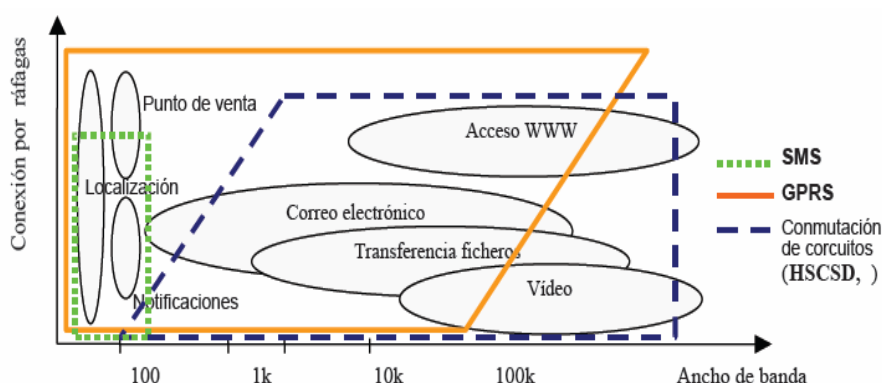 Conexión por ráfagas
Punto de venta
Localización
Notificaciones
Acceso WWW
Correo electrónico
Transferencia ficheros
Vídeo
SMS
GPRS
Conmutación
de corcuitos
(HSCSD, )
100
1k
10k
100k
Ancho de banda